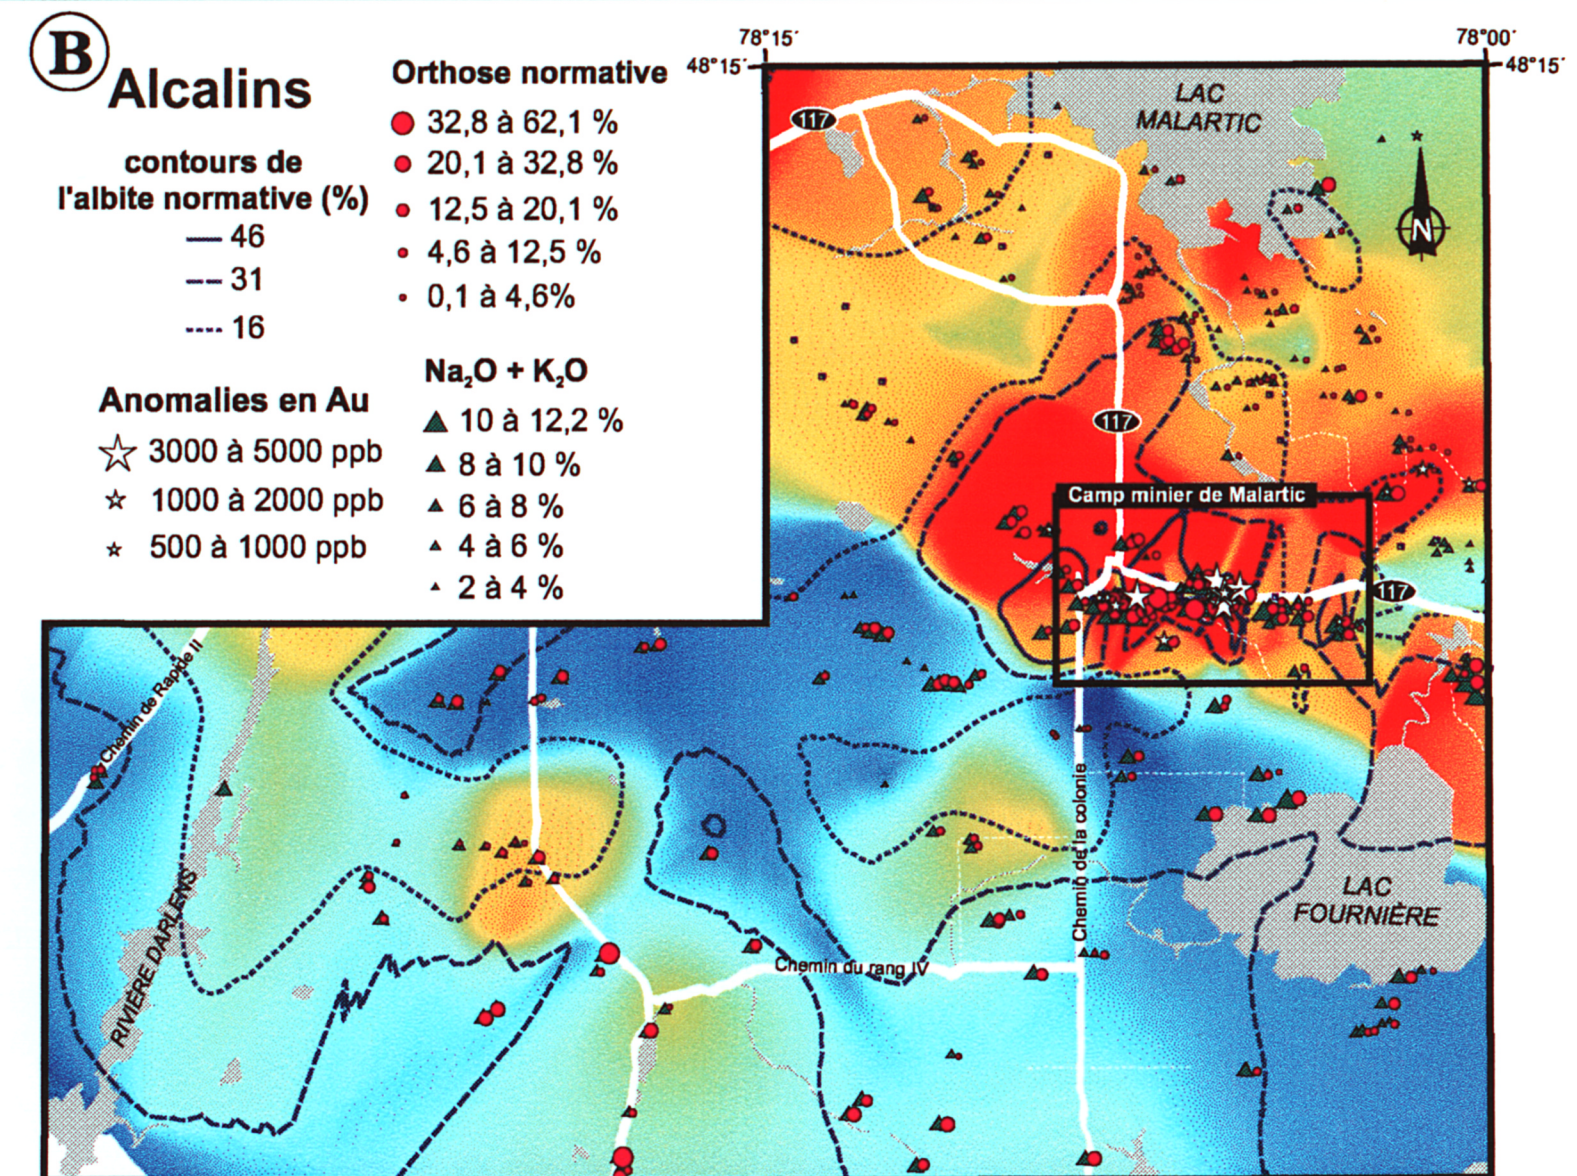 B
Alcalins
contours de
l'albite normative (%)
46
31
16
Anomalies en Au
3000 à 5000 ppb
1000 à 2000 ppb
500 à 1000 ppb
Orthose normative
32,8 à 62,1 %
20,1 à 32,8 %
12,5 à 20,1 %
4,6 à 12,5 %
0,1 à 4,6%
Na₂O + K₂O
10 à 12,2 %
8 à 10 %
6 à 8 %
4 à 6 %
2 à 4 %
78°15'
78°00'
48°15'
48°15'
LAC
MALARTIC
117
N
117
Camp minier de Malartic
117
Chemin de Rapide II
RIVIÈRE DARLENS
Chemin de la colonie
LAC
FOURNIÈRE
Chemin du rang IV